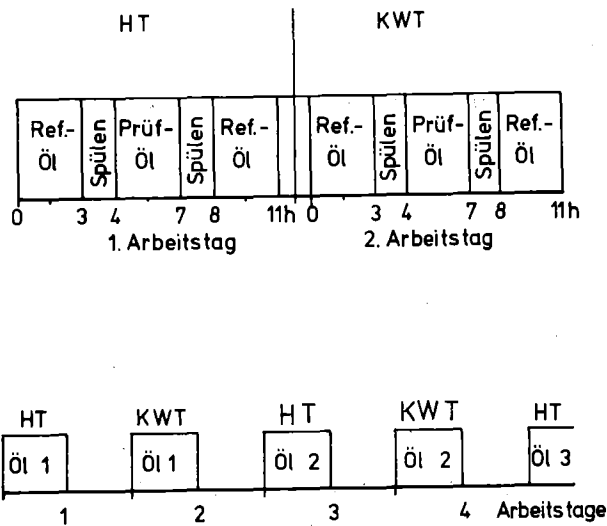 HT KWT
Ref.- Öl Spülen Prüf- Öl Spülen Ref.- Öl Ref.- Öl Spülen Prüf- Öl Spülen Ref.- Öl
0 3 4 7 8 11h 0 3 4 7 8 11h
1. Arbeitstag 2. Arbeitstag
HT KWT HT KWT HT
Öl 1 Öl 1 Öl 2 Öl 2 Öl 3
1 2 3 4 Arbeitstage